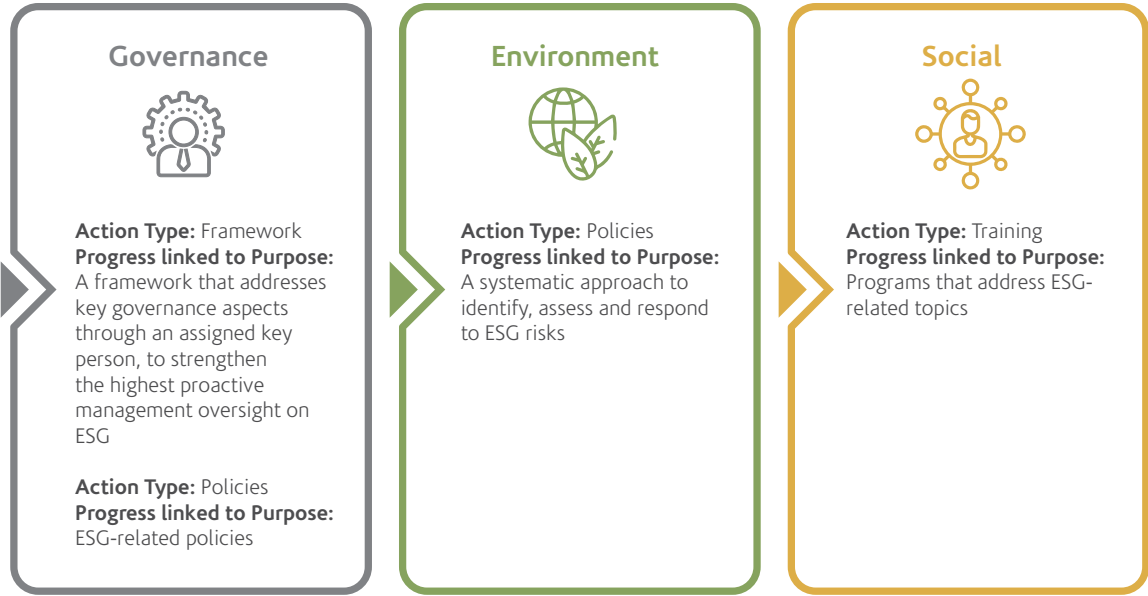 Governance
Action Type: Framework
Progress linked to Purpose:
A framework that addresses
key governance aspects
through an assigned key
person, to strengthen
the highest proactive
management oversight on
ESG
Action Type: Policies
Progress linked to Purpose:
ESG-related policies
Environment
Action Type: Policies
Progress linked to Purpose:
A systematic approach to
identify, assess and respond
to ESG risks
Social
Action Type: Training
Progress linked to Purpose:
Programs that address ESG-
related topics